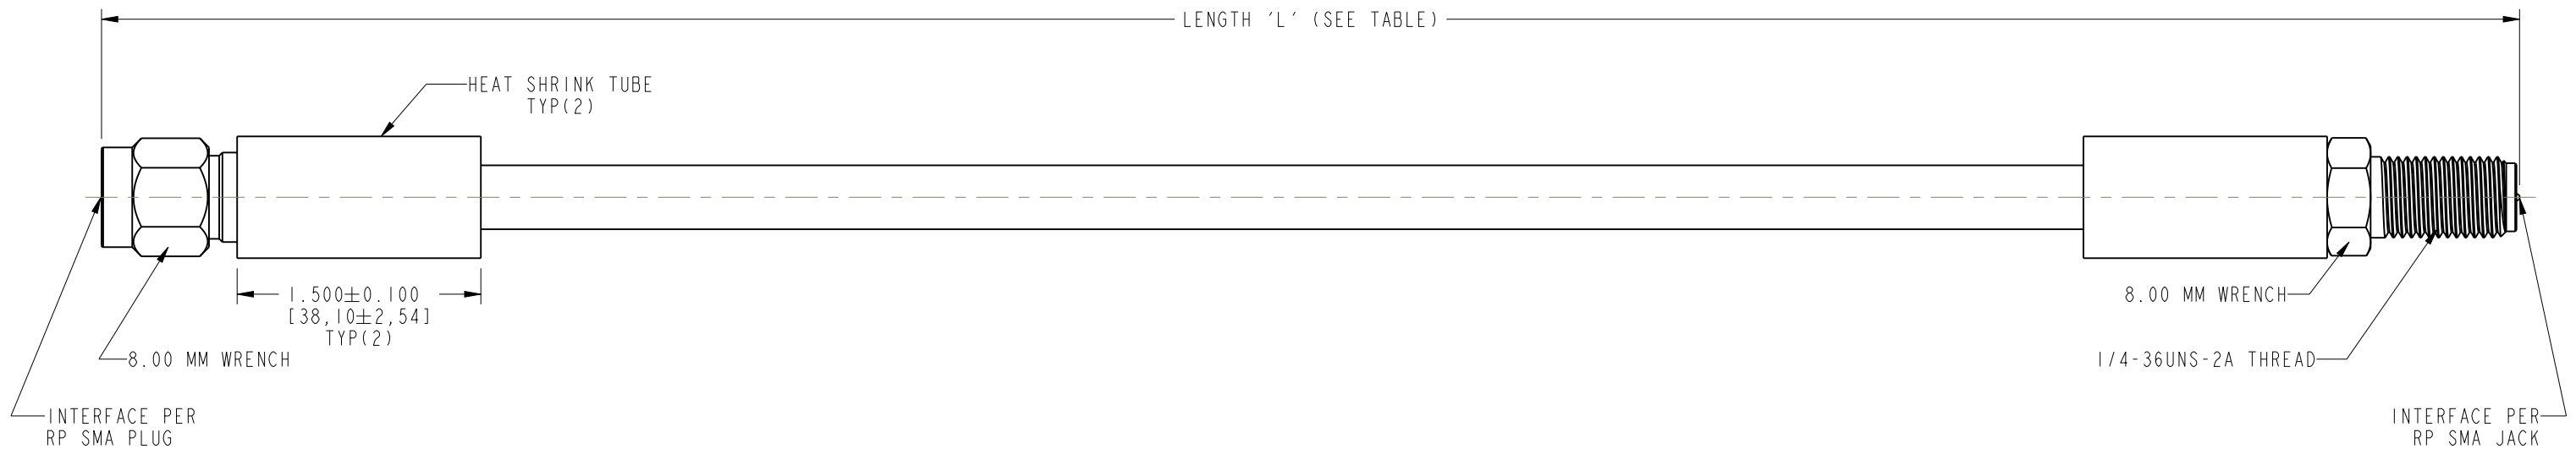 LENGTH 'L' (SEE TABLE)
HEAT SHRINK TUBE
TYP(2)
1.500±0.100
[38,10±2,54]
TYP(2)
8.00 MM WRENCH
8.00 MM WRENCH
1/4-36UNS-2A THREAD
INTERFACE PER
RP SMA PLUG
INTERFACE PER
RP SMA JACK